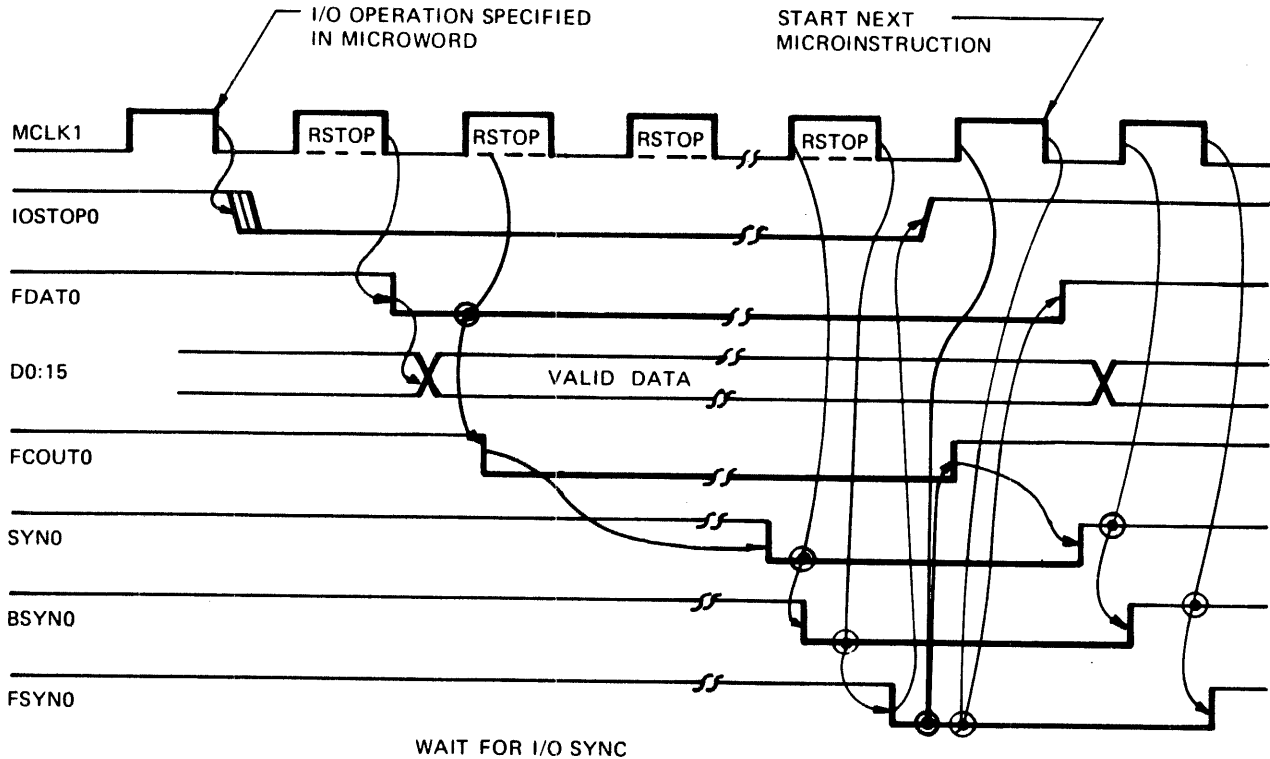 I/O OPERATION SPECIFIED
IN MICROWORD
START NEXT
MICROINSTRUCTION
MCLK1
RSTOP
RSTOP
RSTOP
RSTOP
IOSTOP0
FDAT0
D0:15
VALID DATA
FCOUT0
SYN0
BSYN0
FSYN0
WAIT FOR I/O SYNC